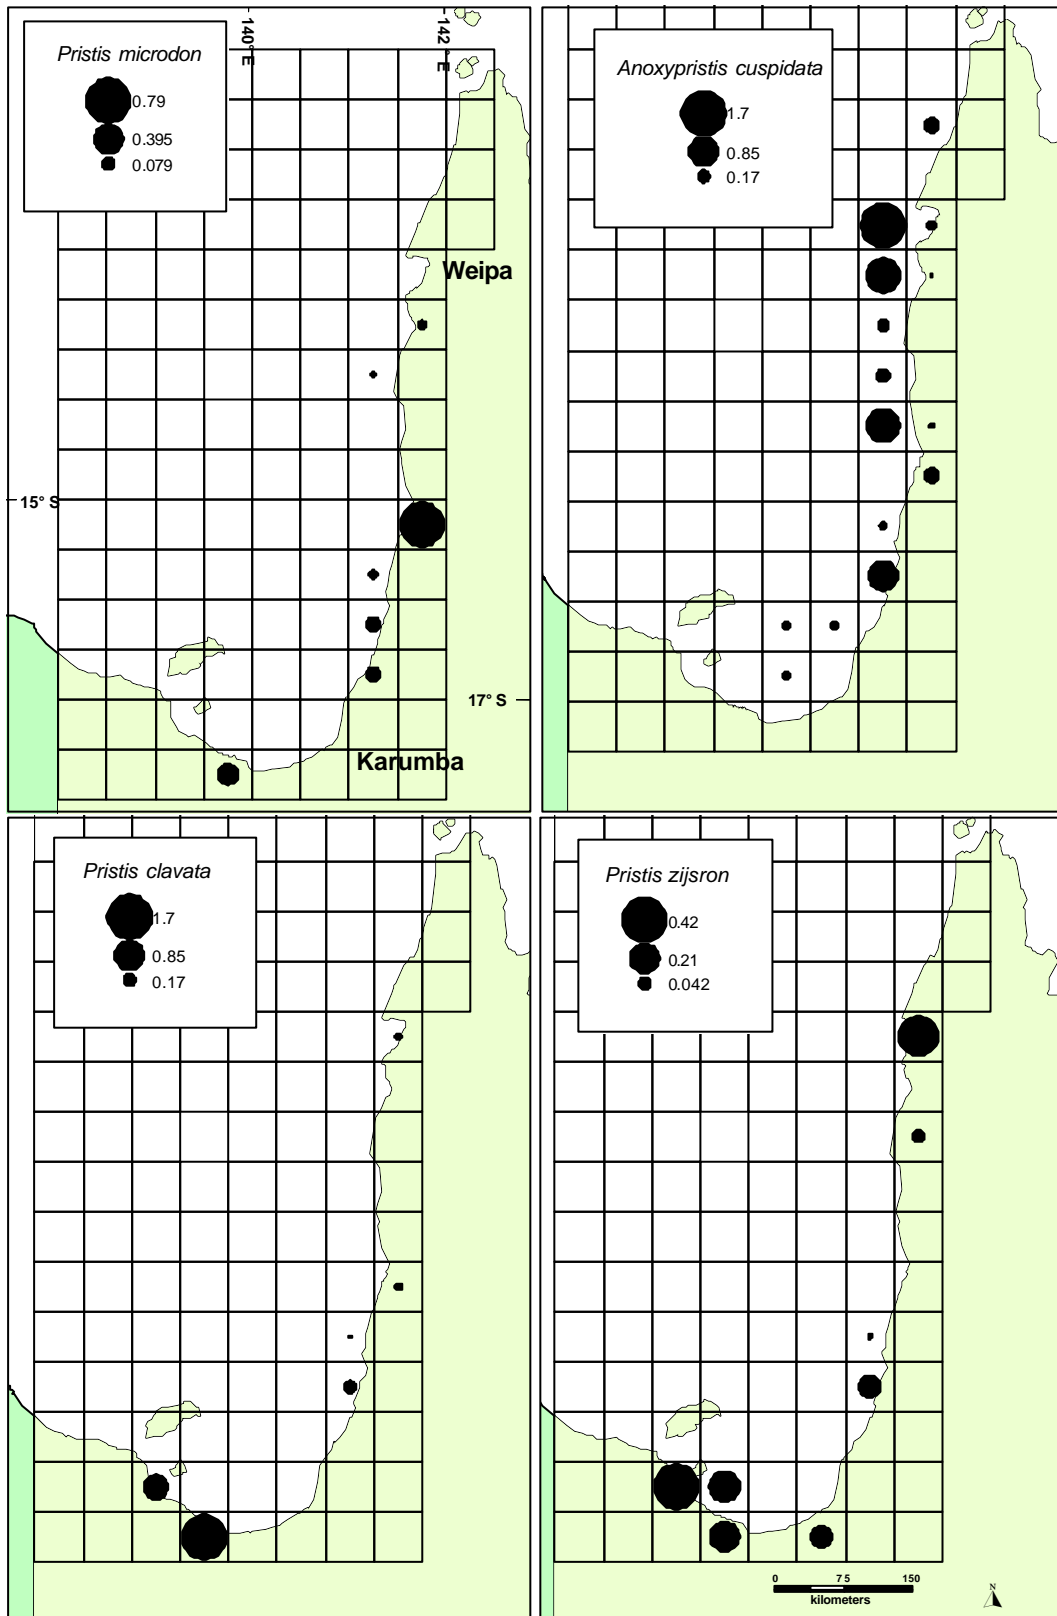 140°E
142° E
Pristis microdon
0.79
0.395
0.079
Weipa
15° S
Karumba
Anoxypristis cuspidata
1.7
0.85
0.17
17° S
Pristis clavata
1.7
0.85
0.17
Pristis zijsron
0.42
0.21
0.042
0 75 150
kilometers
N